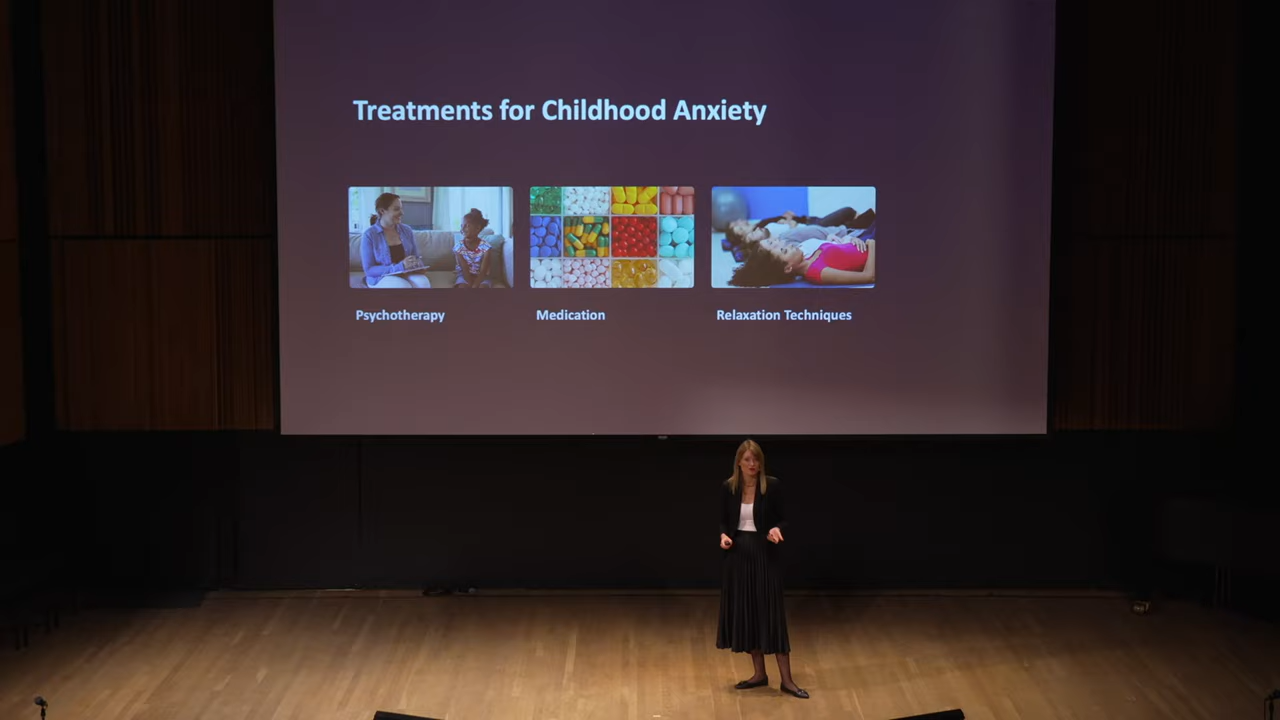 Treatments for Childhood Anxiety
Psychotherapy
Medication
Relaxation Techniques